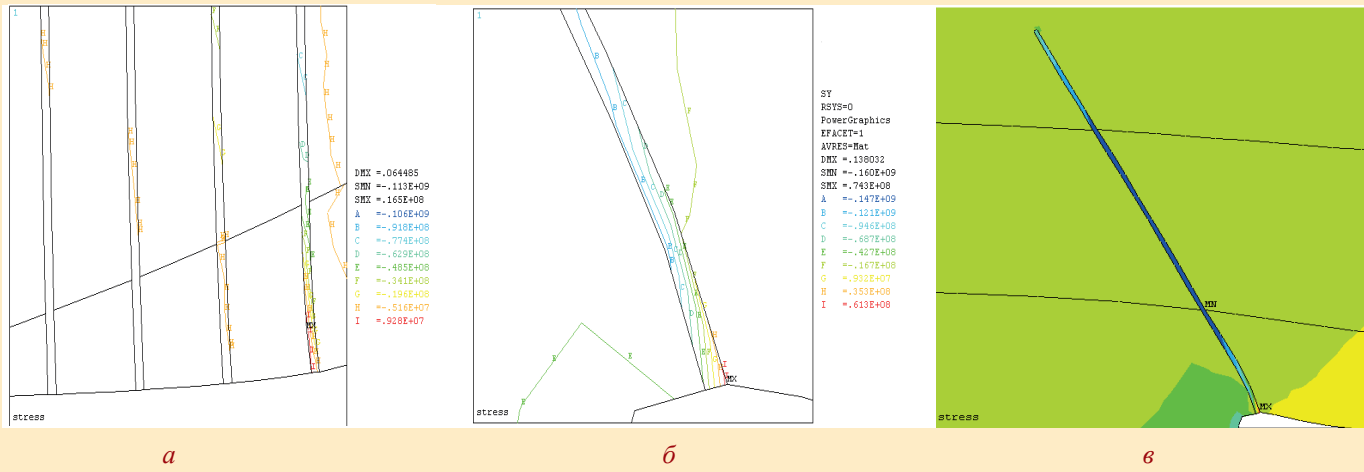 1
DMX =.064485
SMN =-.113E+09
SMX =.165E+08
A =-.106E+09
B =-.918E+08
C =-.774E+08
D =-.629E+08
E =-.485E+08
F =-.341E+08
G =-.196E+08
H =-.516E+07
I =.928E+07
MX
stress
1
SY
RSYS=0
PowerGraphics
EFACET=1
AVRES=Mat
DMX =.138032
SMN =-.160E+09
SMX =.743E+08
A =-.147E+09
B =-.121E+09
C =-.946E+08
D =-.687E+08
E =-.427E+08
F =-.167E+08
G =.932E+07
H =.353E+08
I =.613E+08
MX
stress
MN
MX
stress
а
б
в